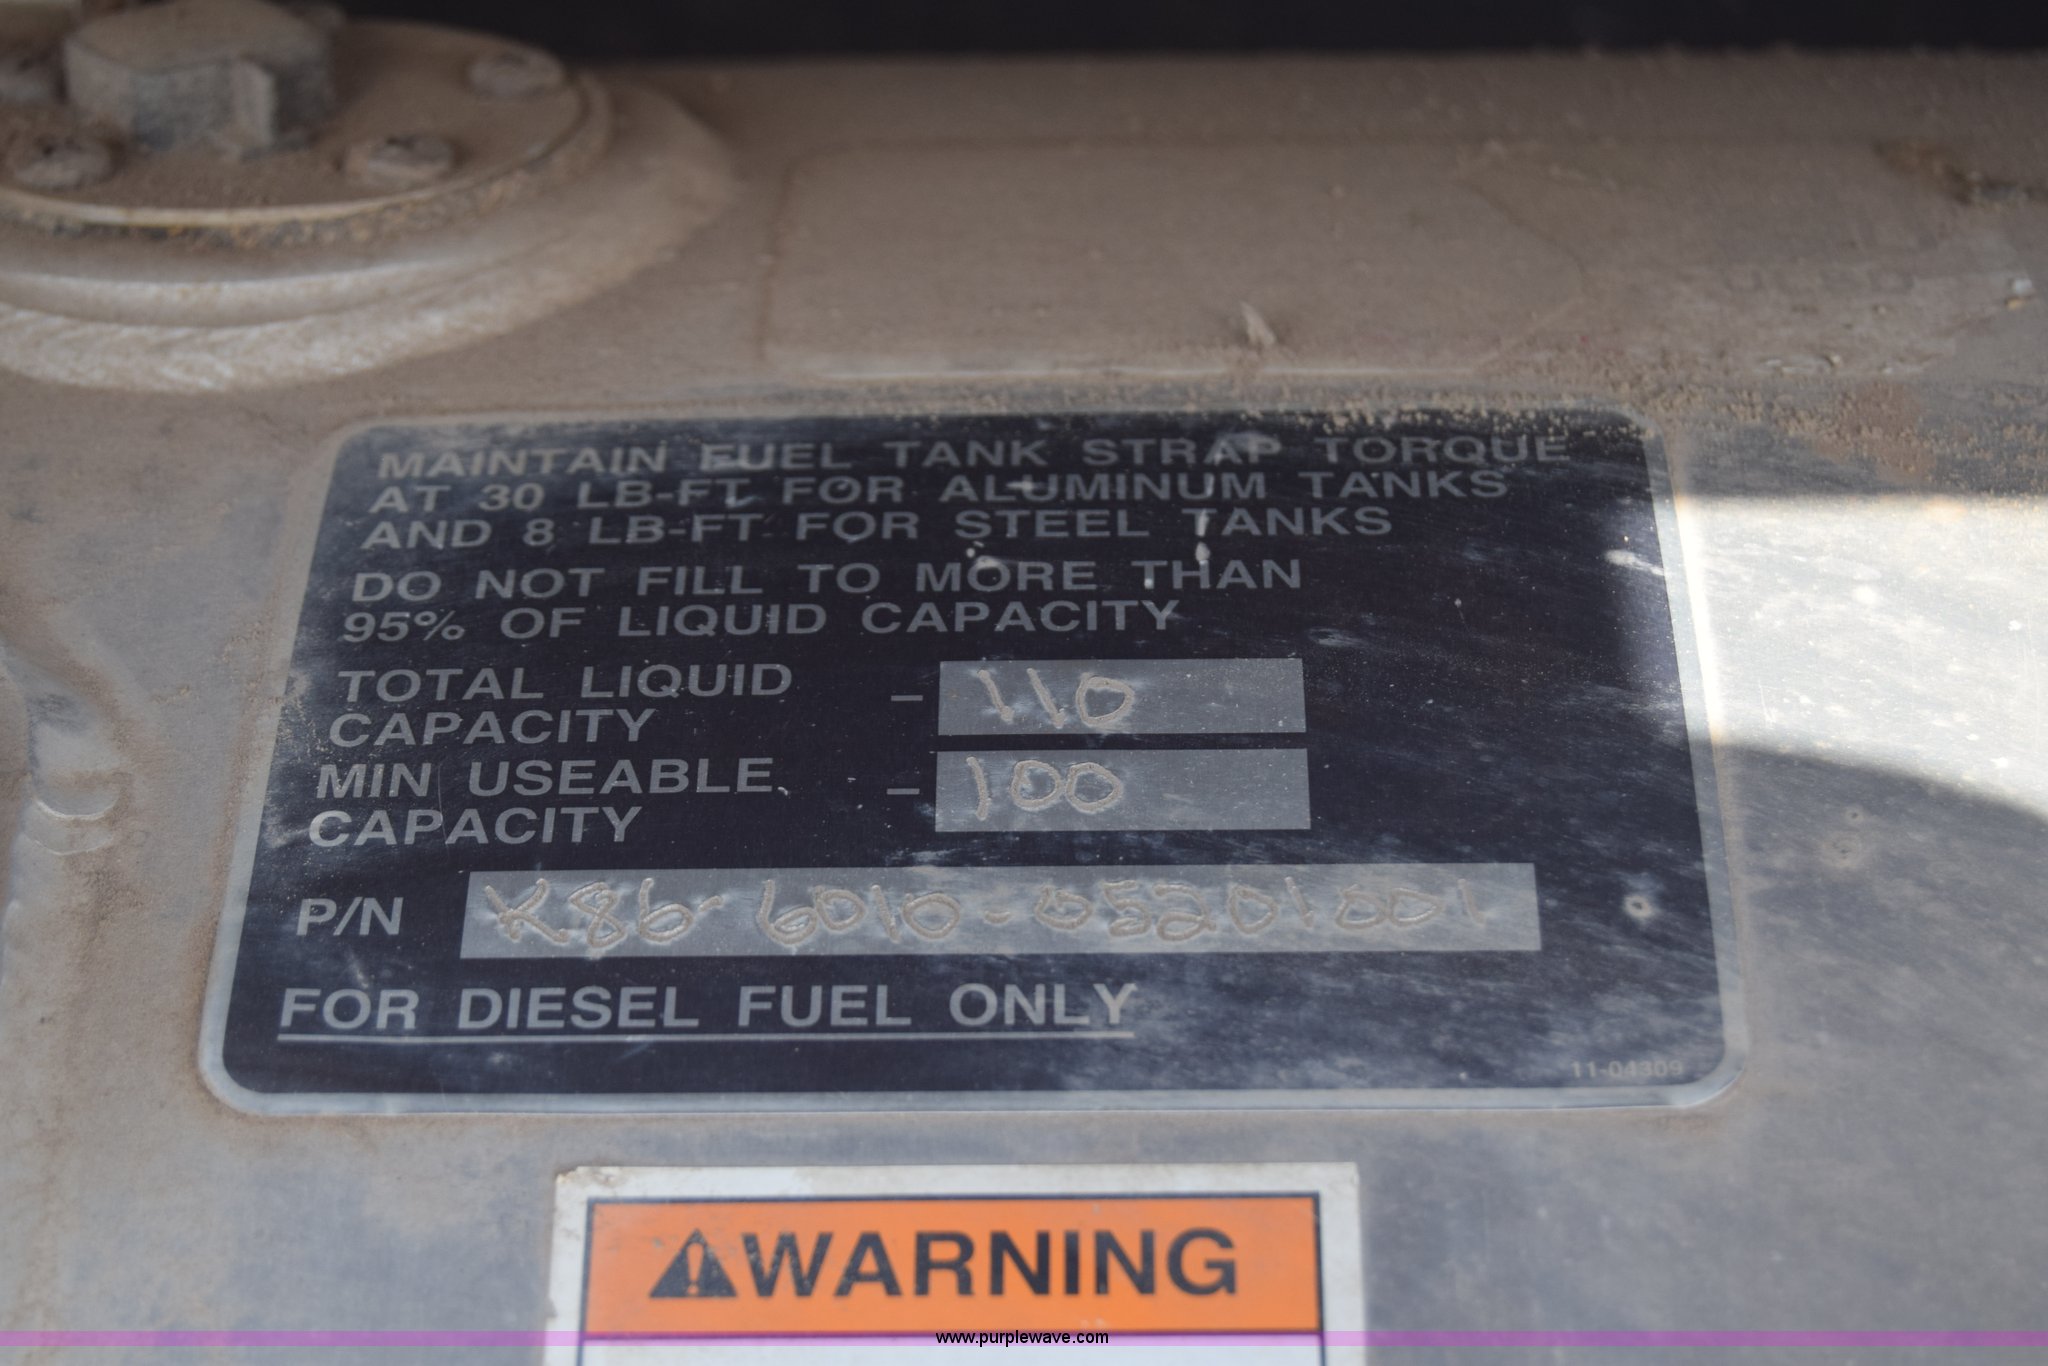 MAINTAIN FUEL TANK STRAP TORQUE
AT 30 LB-FT FOR ALUMINUM TANKS
AND 8 LB-FT FOR STEEL TANKS
DO NOT FILL TO MORE THAN
95% OF LIQUID CAPACITY
TOTAL LIQUID CAPACITY - 110
MIN USEABLE CAPACITY - 100
P/N K86-6010-05201001
FOR DIESEL FUEL ONLY
11-04309
WARNING
www.purplewave.com